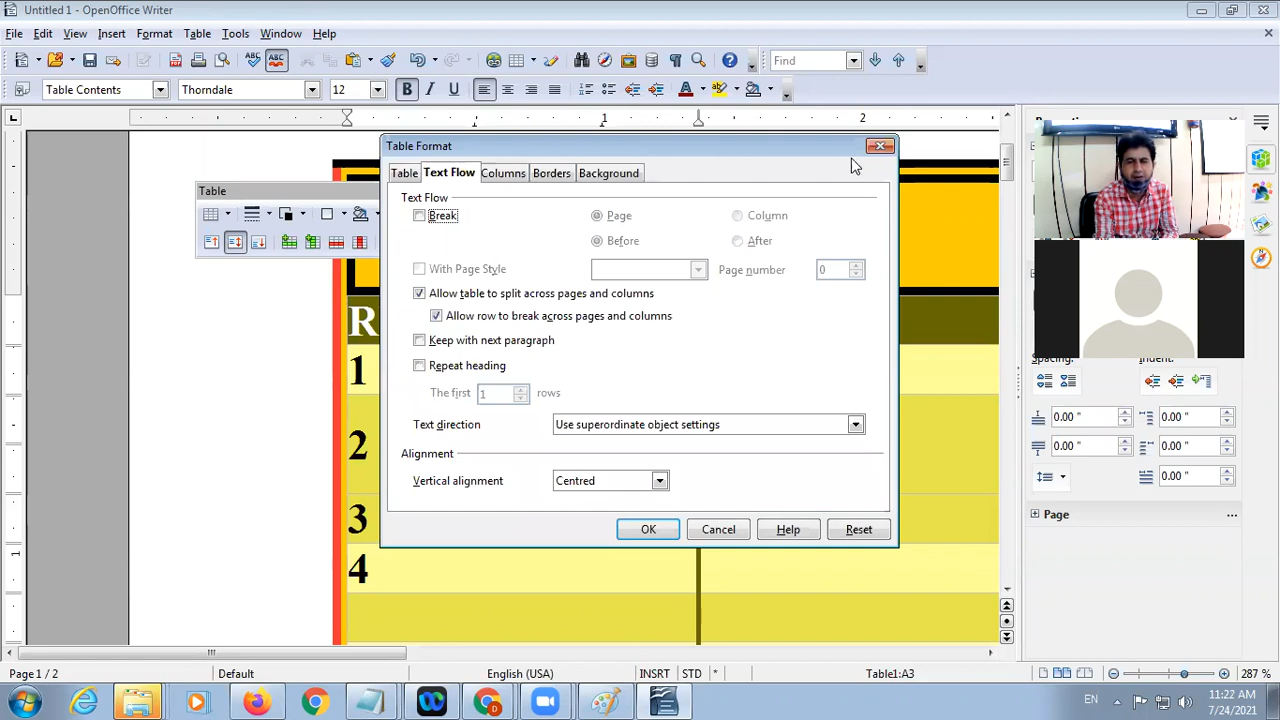 Untitled 1 - OpenOffice Writer
File Edit View Insert Format Table Tools Window Help
Find
Table Contents Thorndale 12
1 2
Table Format
Table Text Flow Columns Borders Background
Table
Text Flow
Break Page Column
Before After
With Page Style Page number 0
Allow table to split across pages and columns
Allow row to break across pages and columns
Keep with next paragraph
Repeat heading
The first 1 rows
Text direction Use superordinate object settings
Alignment
Vertical alignment Centred
OK Cancel Help Reset
R
1
2
3
4
Spacing: Indent:
0.00 " 0.00 "
0.00 " 0.00 "
0.00 "
Page
Page 1 / 2 Default English (USA) INSRT STD * Table1:A3 287 %
EN 11:22 AM
7/24/2021